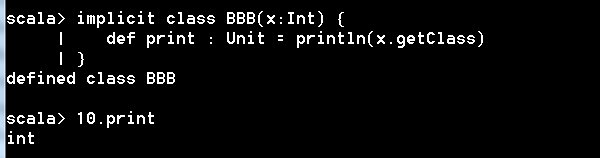 scala> implicit class BBB(x:Int) {
     |    def print : Unit = println(x.getClass)
     | }
defined class BBB
scala> 10.print
int